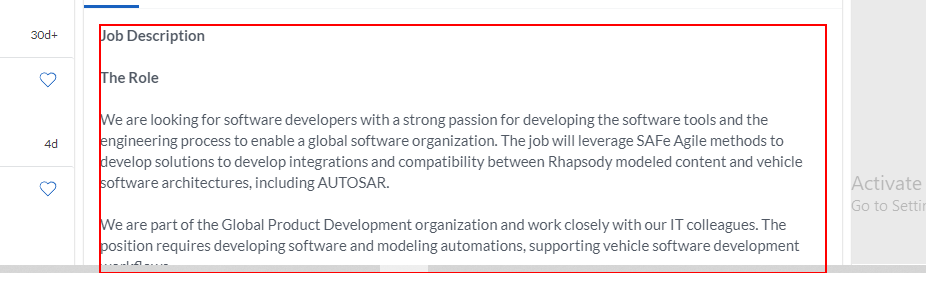 30d+
4d
Job Description
The Role
We are looking for software developers with a strong passion for developing the software tools and the
engineering process to enable a global software organization. The job will leverage SAFe Agile methods to
develop solutions to develop integrations and compatibility between Rhapsody modeled content and vehicle
software architectures, including AUTOSAR.
We are part of the Global Product Development organization and work closely with our IT colleagues. The
position requires developing software and modeling automations, supporting vehicle software development
workflows.
Activate
Go to Settin